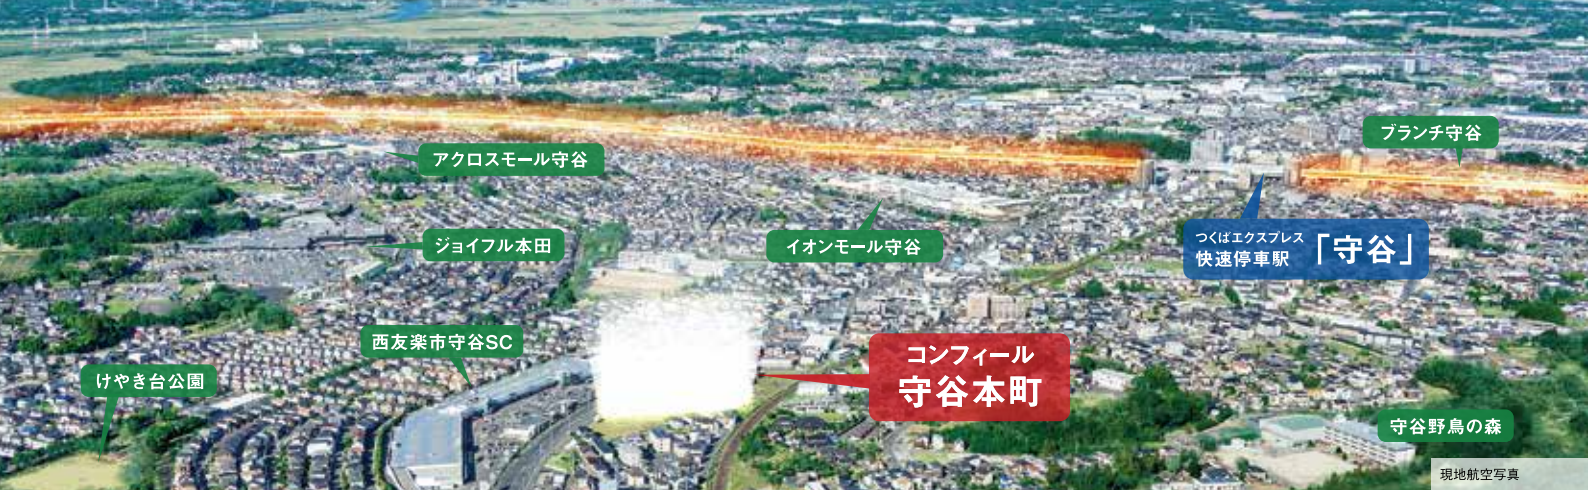 ブランチ守谷
アクロスモール守谷
ジョイフル本田
イオンモール守谷
つくばエクスプレス
快速停車駅「守谷」
西友楽市守谷SC
コンフィール
守谷本町
けやき台公園
守谷野鳥の森
現地航空写真